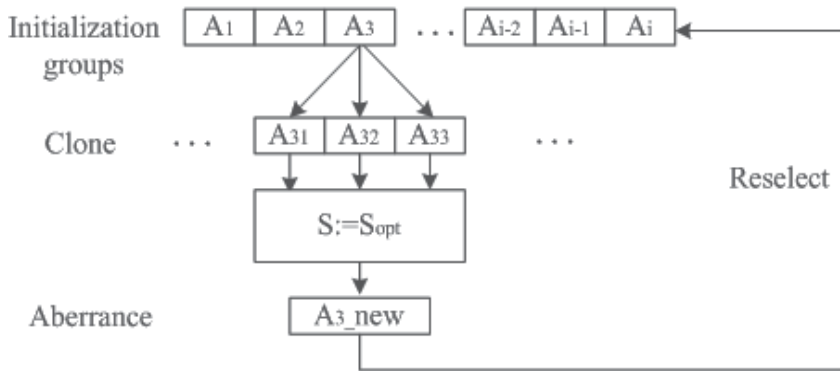 Initialization groups
A1 A2 A3 ... Ai-2 Ai-1 Ai
Clone ... A31 A32 A33 ...
Reselect
S:=Sopt
Aberrance A3_new